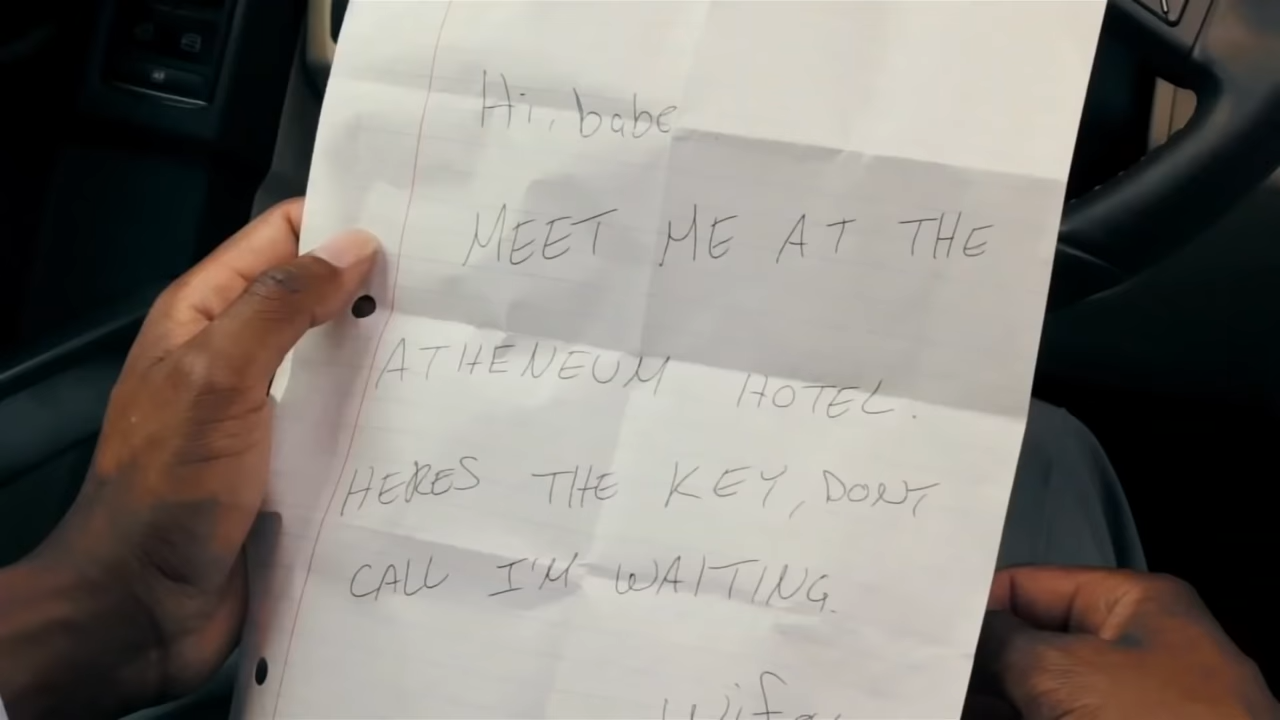 Hi, babe
MEET ME AT THE
ATHENEUM HOTEL.
HERES THE KEY, DONT
CALL I'M WAITING.